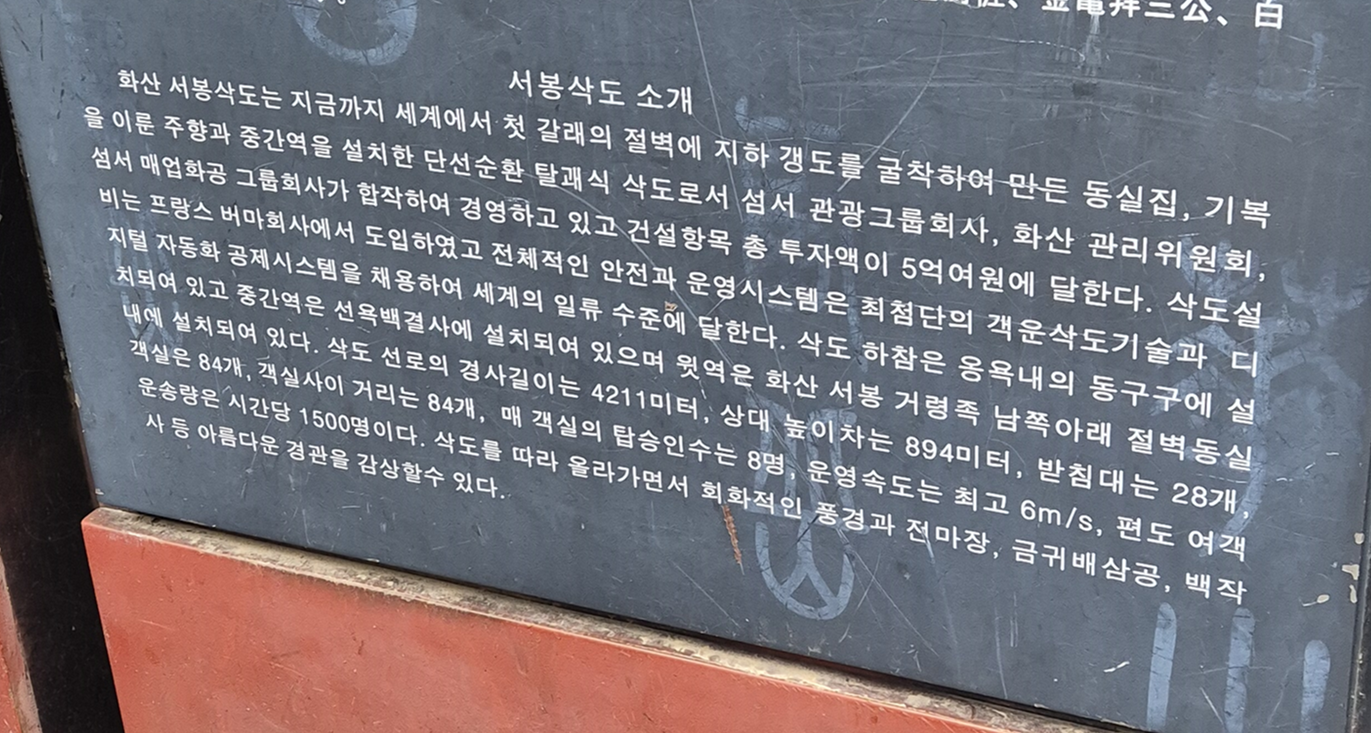 金龜拜三公、百
서봉삭도 소개
화산 서봉삭도는 지금까지 세계에서 첫 갈래의 절벽에 지하 갱도를 굴착하여 만든 동실집, 기복
을 이룬 주향과 중간역을 설치한 단선순환 탈괘식 삭도로서 섬서 관광그룹회사, 화산 관리위원회,
섬서 매업화공 그룹회사가 합작하여 경영하고 있고 건설항목 총 투자액이 5억여원에 달한다. 삭도설
비는 프랑스 버마회사에서 도입하였고 전체적인 안전과 운영시스템은 최첨단의 객운삭도기술과 디
지털 자동화 공제시스템을 채용하여 세계의 일류 수준에 달한다. 삭도 하참은 옹욕내의 동구구에 설
치되여 있고 중간역은 선욕백결사에 설치되여 있으며 윗역은 화산 서봉 거령족 남쪽아래 절벽동실
내에 설치되여 있다. 삭도 선로의 경사길이는 4211미터, 상대 높이차는 894미터, 받침대는 28개,
객실은 84개, 객실사이 거리는 84개, 매 객실의 탑승인수는 8명, 운영속도는 최고 6m/s, 편도 여객
운송량은 시간당 1500명이다. 삭도를 따라 올라가면서 회화적인 풍경과 전마장, 금귀배삼공, 백작
사 등 아름다운 경관을 감상할수 있다.